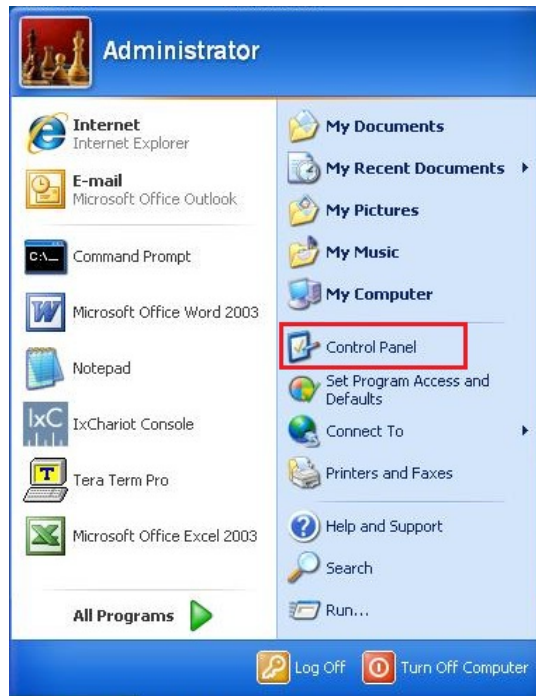 Administrator
Internet
Internet Explorer
E-mail
Microsoft Office Outlook
C:\_
Command Prompt
Microsoft Office Word 2003
Notepad
IxC
IxChariot Console
T
Tera Term Pro
Microsoft Office Excel 2003
All Programs
My Documents
My Recent Documents
My Pictures
My Music
My Computer
Control Panel
Set Program Access and
Defaults
Connect To
Printers and Faxes
Help and Support
Search
Run...
Log Off
Turn Off Computer